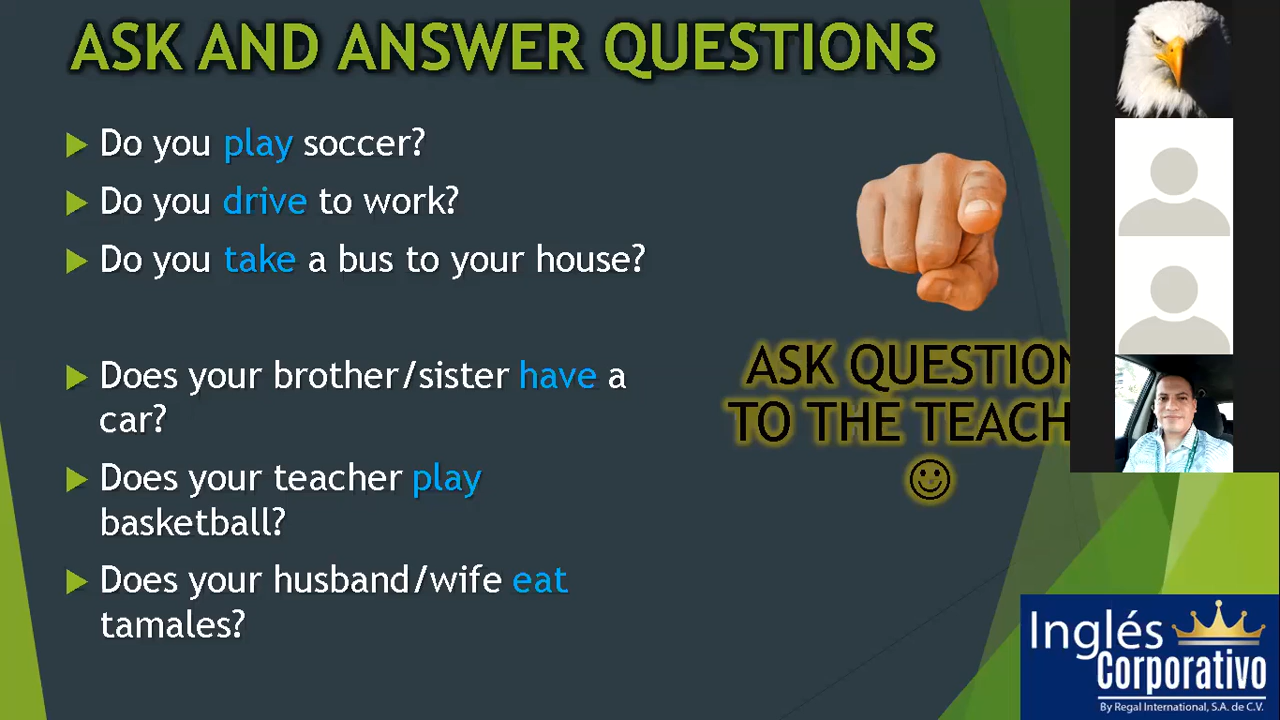 ASK AND ANSWER QUESTIONS
Do you play soccer?
Do you drive to work?
Do you take a bus to your house?
Does your brother/sister have a
car?
Does your teacher play
basketball?
Does your husband/wife eat
tamales?
ASK QUESTION
TO THE TEACH
Inglés
Corporativo
By Regal International, S.A. de C.V.